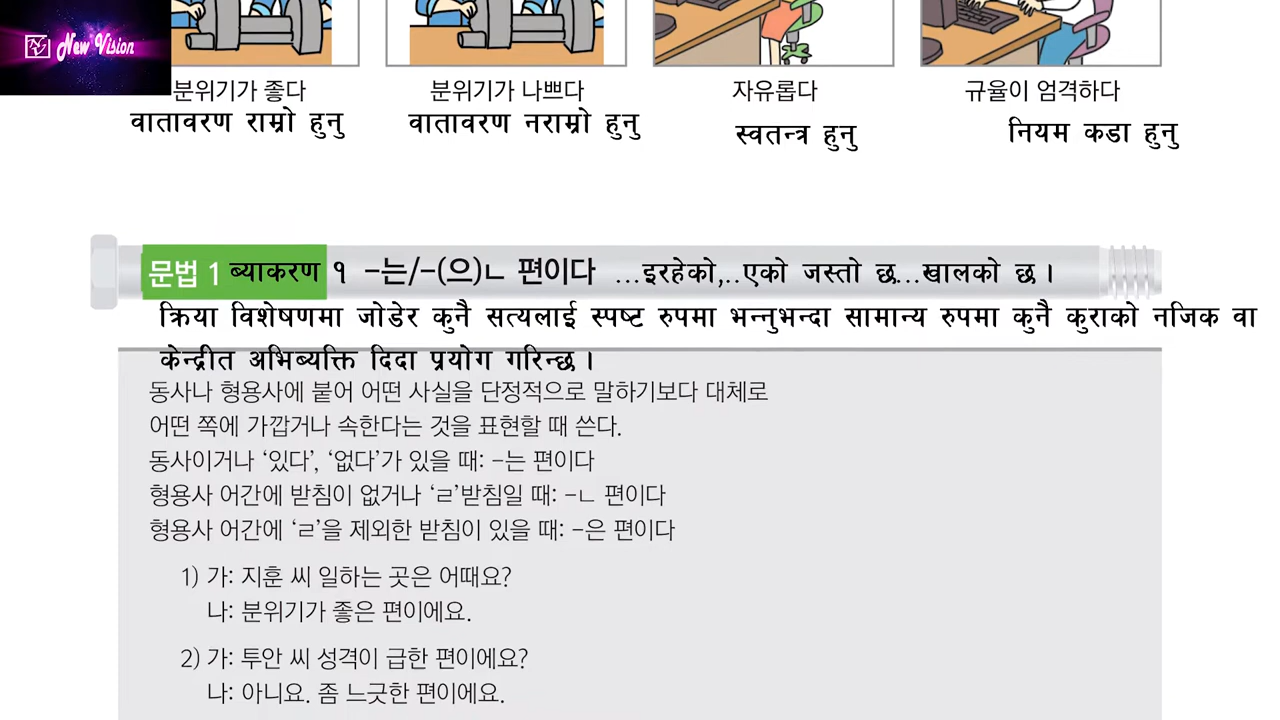 New Vision
분위기가 좋다
분위기가 나쁘다
자유롭다
규율이 엄격하다
वातावरण राम्रो हुनु
वातावरण नराम्रो हुनु
स्वतन्त्र हुनु
नियम कडा हुनु
문법 1 ब्याकरण १ -는/-(으)ㄴ 편이다 ...इरहेको,..एको जस्तो छ...खालको छ।
क्रिया विशेषणमा जोडेर कुनै सत्यलाई स्पष्ट रुपमा भन्नुभन्दा सामान्य रुपमा कुनै कुराको नजिक वा
केन्द्रीत अभिब्यक्ति दिदा प्रयोग गरिन्छ।
동사나 형용사에 붙어 어떤 사실을 단정적으로 말하기보다 대체로
어떤 쪽에 가깝거나 속한다는 것을 표현할 때 쓴다.
동사이거나 ‘있다’, ‘없다’가 있을 때: -는 편이다
형용사 어간에 받침이 없거나 ‘ㄹ’받침일 때: -ㄴ 편이다
형용사 어간에 ‘ㄹ’을 제외한 받침이 있을 때: -은 편이다
1) 가: 지훈 씨 일하는 곳은 어때요?
나: 분위기가 좋은 편이에요.
2) 가: 투안 씨 성격이 급한 편이에요?
나: 아니요. 좀 느긋한 편이에요.